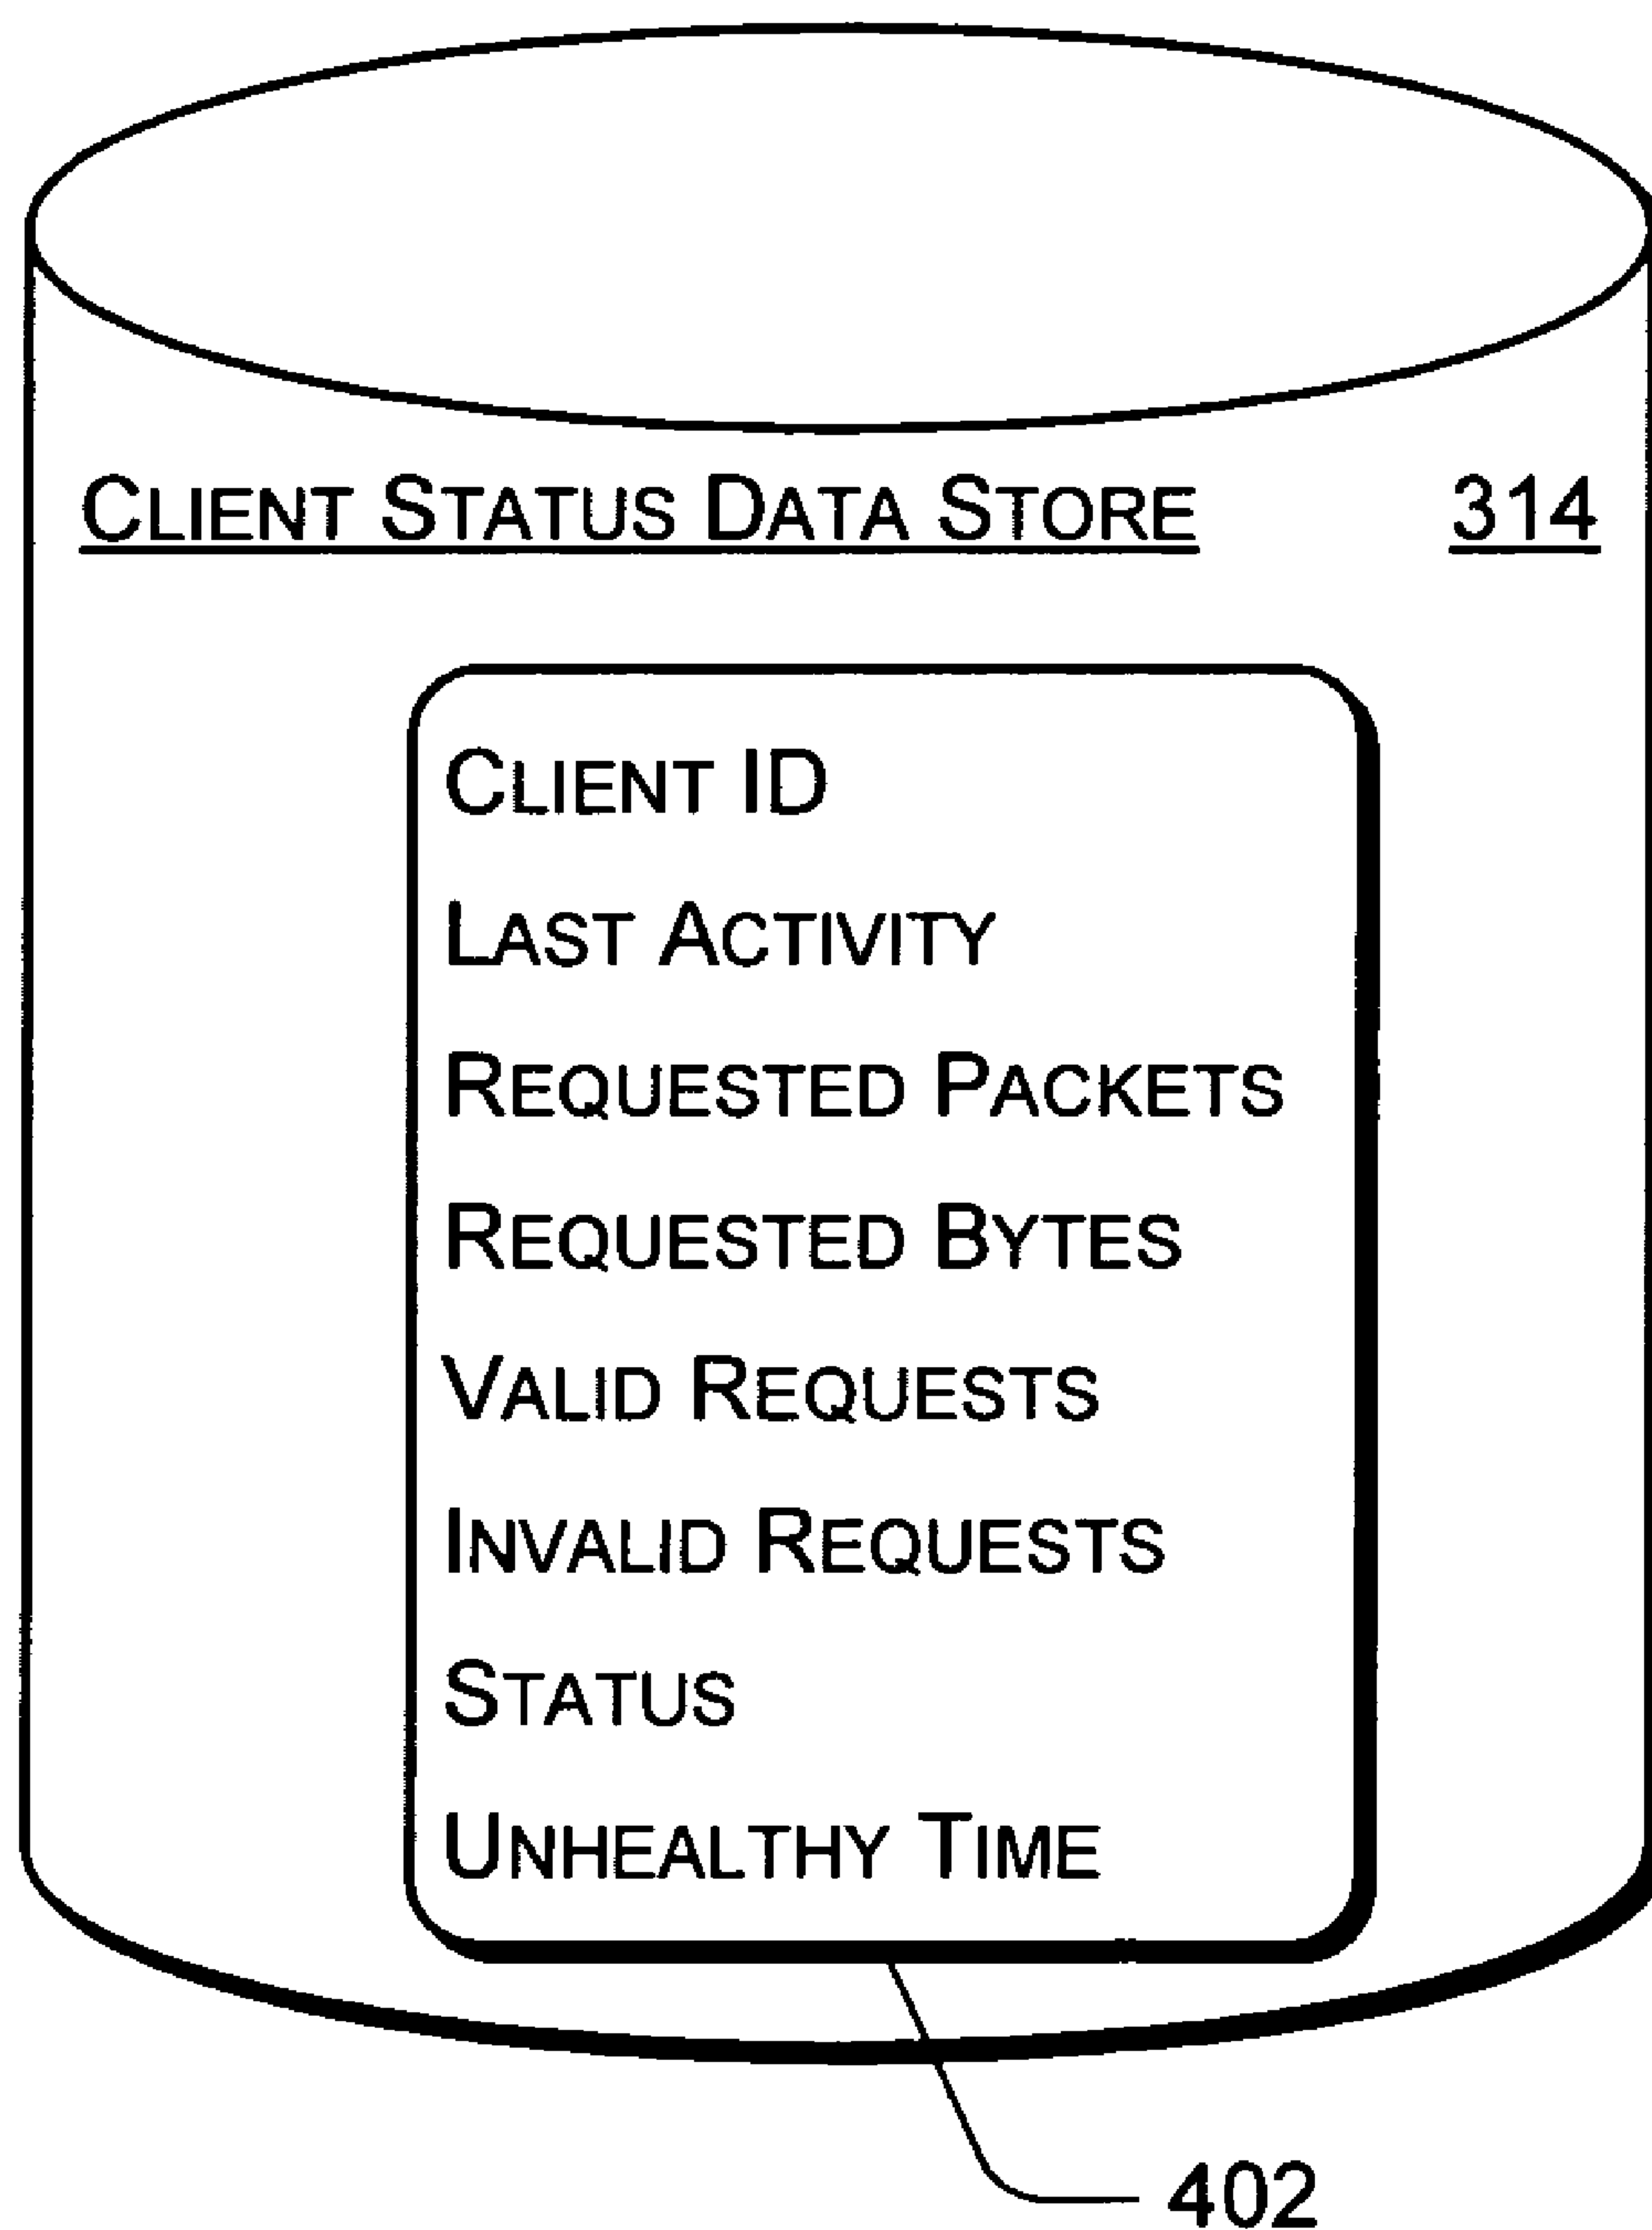 CLIENT STATUS DATA STORE 314
CLIENT ID
LAST ACTIVITY
REQUESTED PACKETS
REQUESTED BYTES
VALID REQUESTS
INVALID REQUESTS
STATUS
UNHEALTHY TIME
402